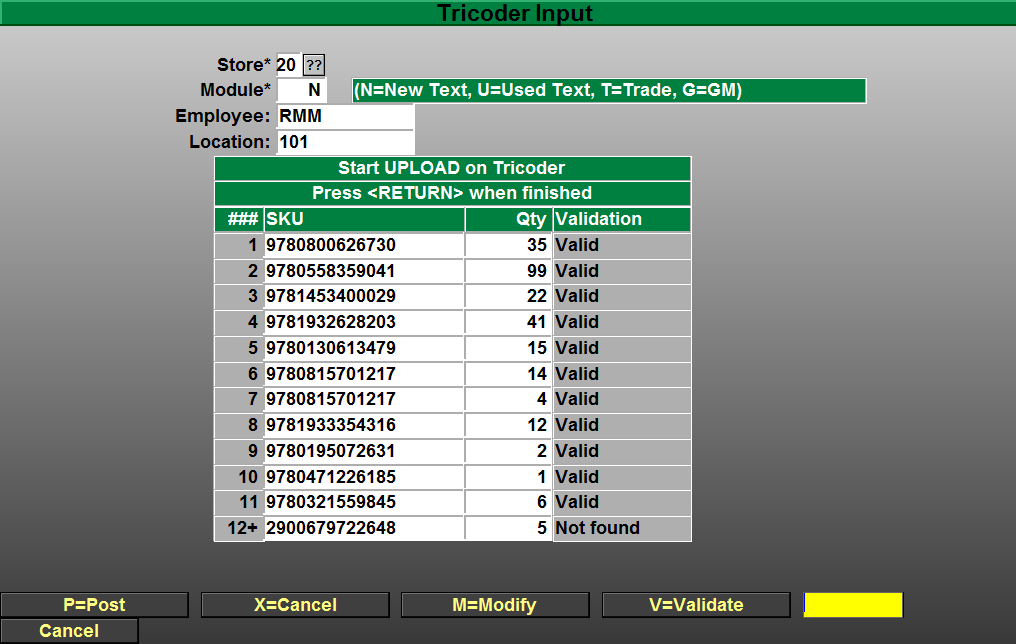 Tricoder Input
Store* 20 ??
Module* N (N=New Text, U=Used Text, T=Trade, G=GM)
Employee: RMM
Location: 101
Start UPLOAD on Tricoder
Press <RETURN> when finished
### SKU Qty Validation
1 9780800626730 35 Valid
2 9780558359041 99 Valid
3 9781453400029 22 Valid
4 9781932628203 41 Valid
5 9780130613479 15 Valid
6 9780815701217 14 Valid
7 9780815701217 4 Valid
8 9781933354316 12 Valid
9 9780195072631 2 Valid
10 9780471226185 1 Valid
11 9780321559845 6 Valid
12+ 2900679722648 5 Not found
P=Post X=Cancel M=Modify V=Validate
Cancel